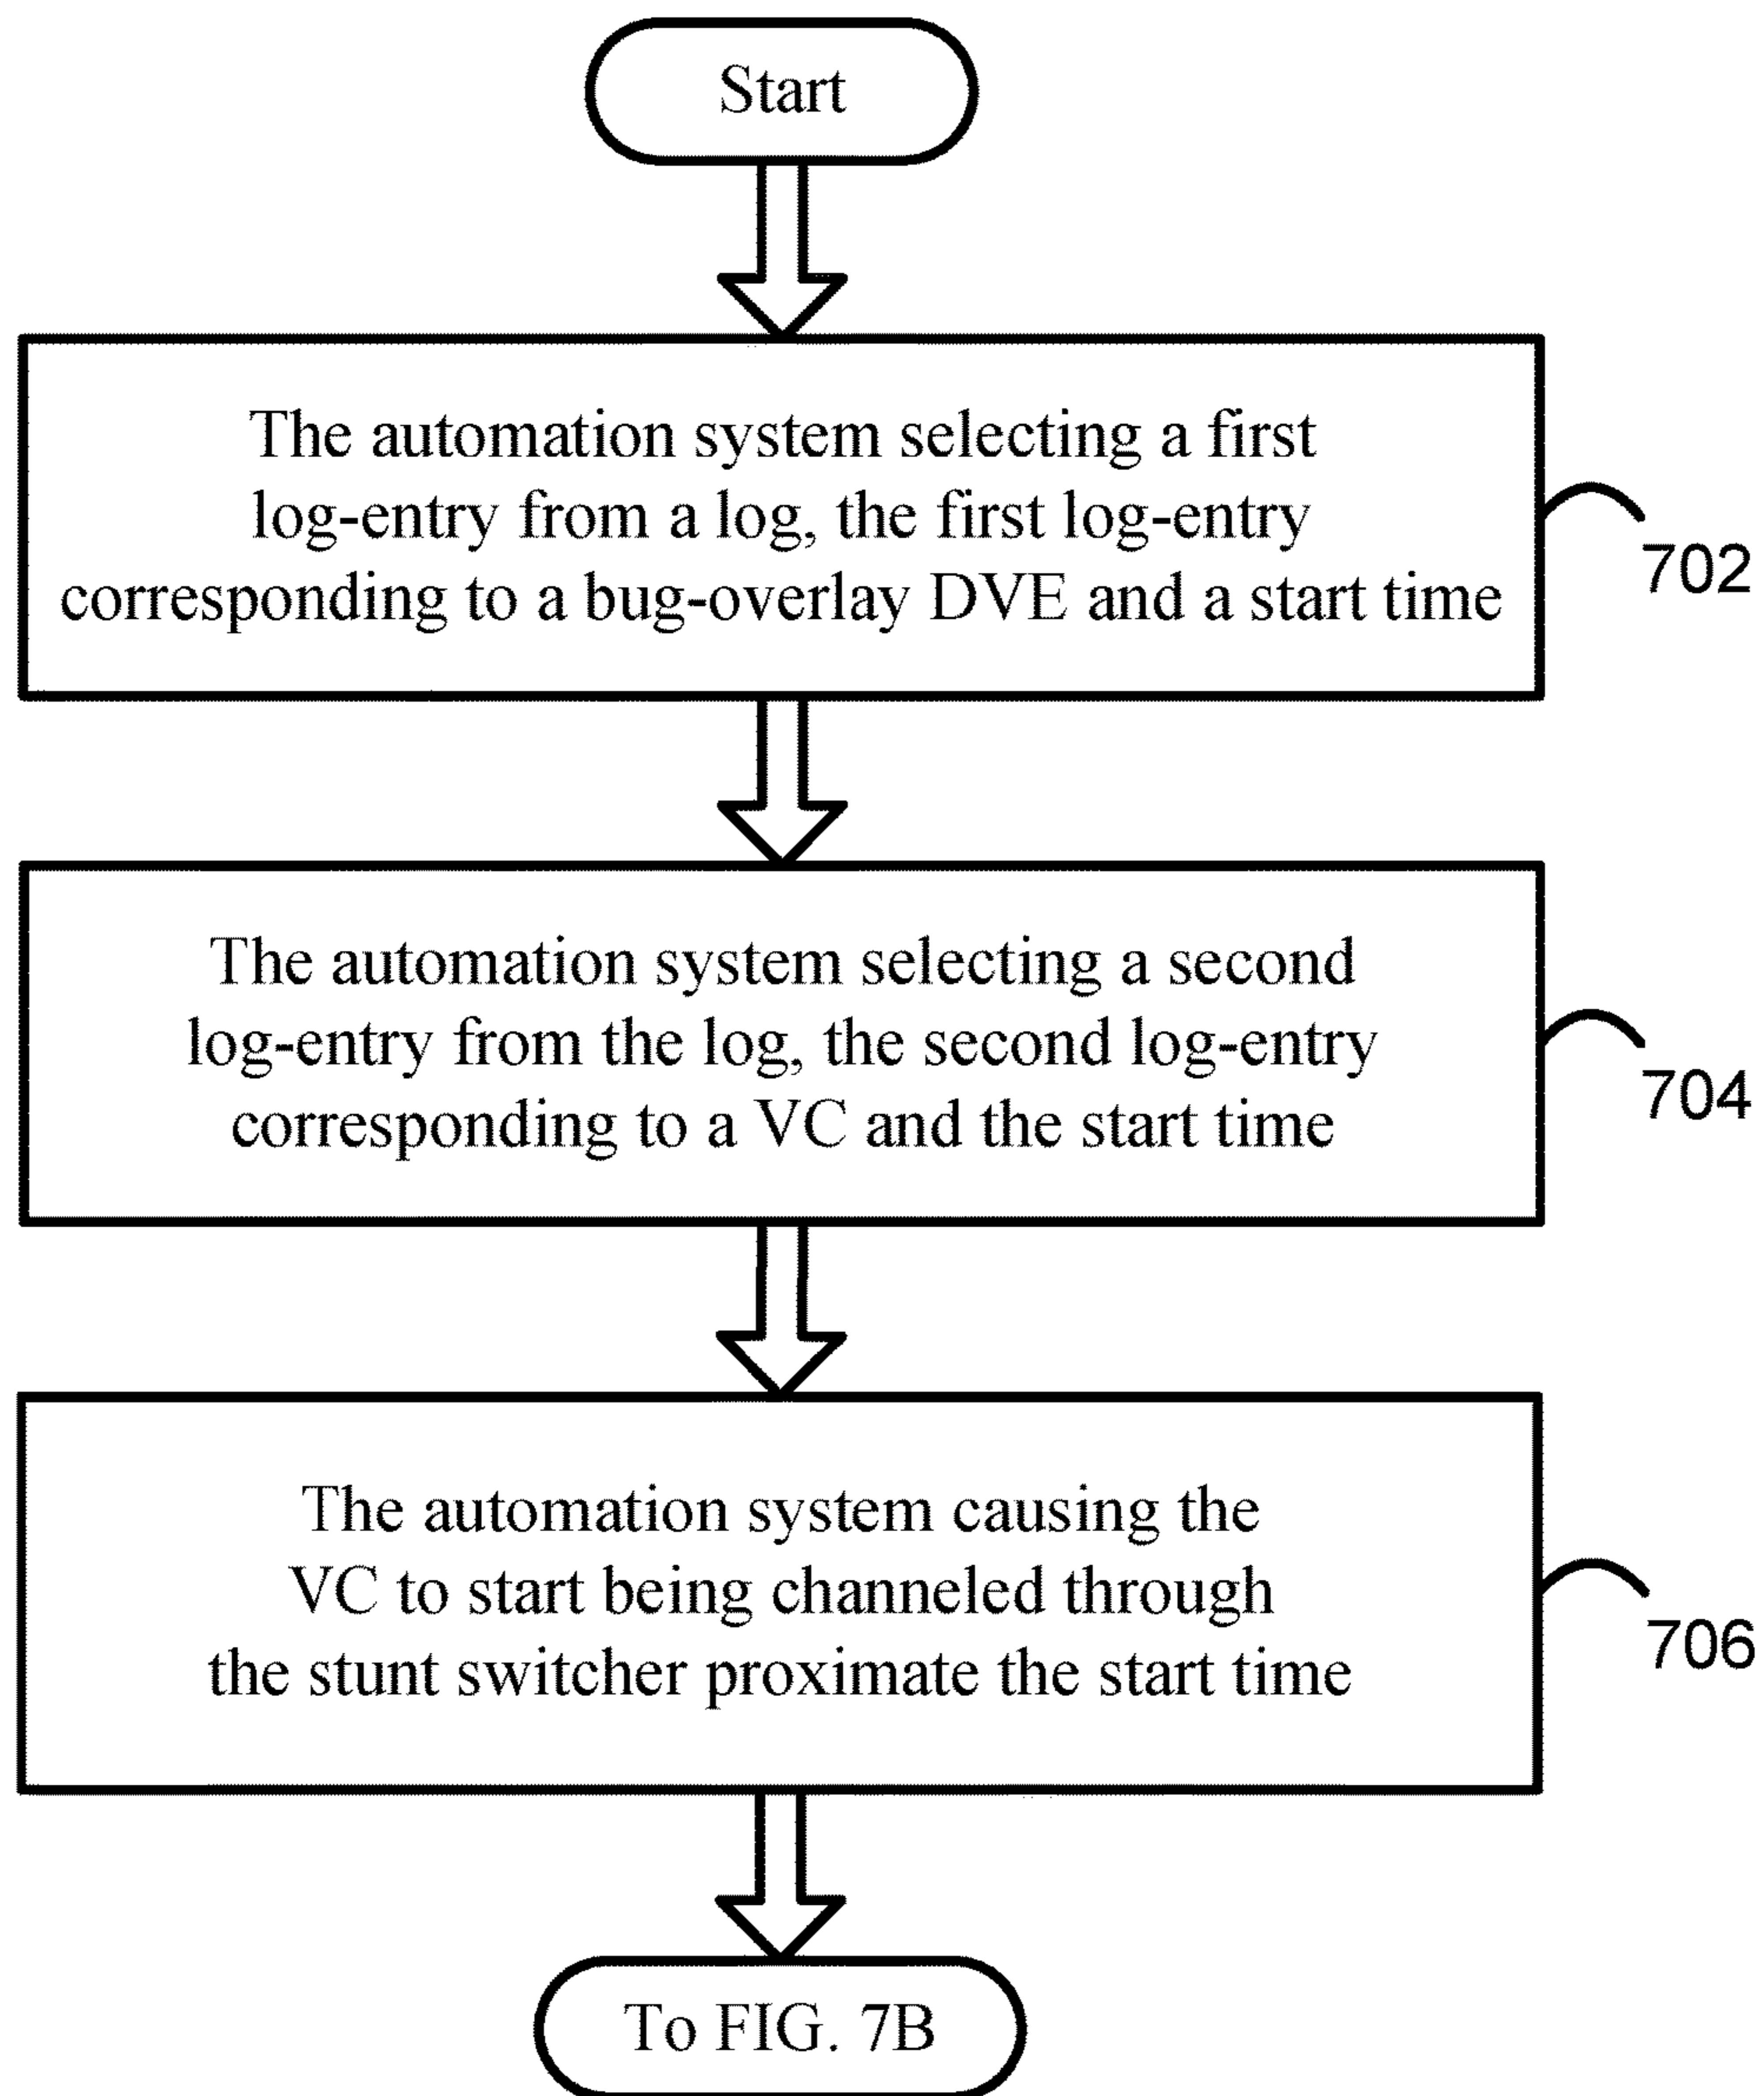 Start
The automation system selecting a first
log-entry from a log, the first log-entry
corresponding to a bug-overlay DVE and a start time
702
The automation system selecting a second
log-entry from the log, the second log-entry
corresponding to a VC and the start time
704
The automation system causing the
VC to start being channeled through
the stunt switcher proximate the start time
706
To FIG. 7B